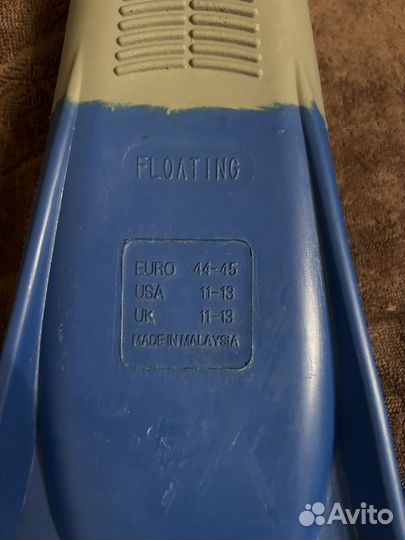 FLOATING
EURO 44-45
USA 11-13
UK 11-13
MADE IN MALAYSIA
Avito